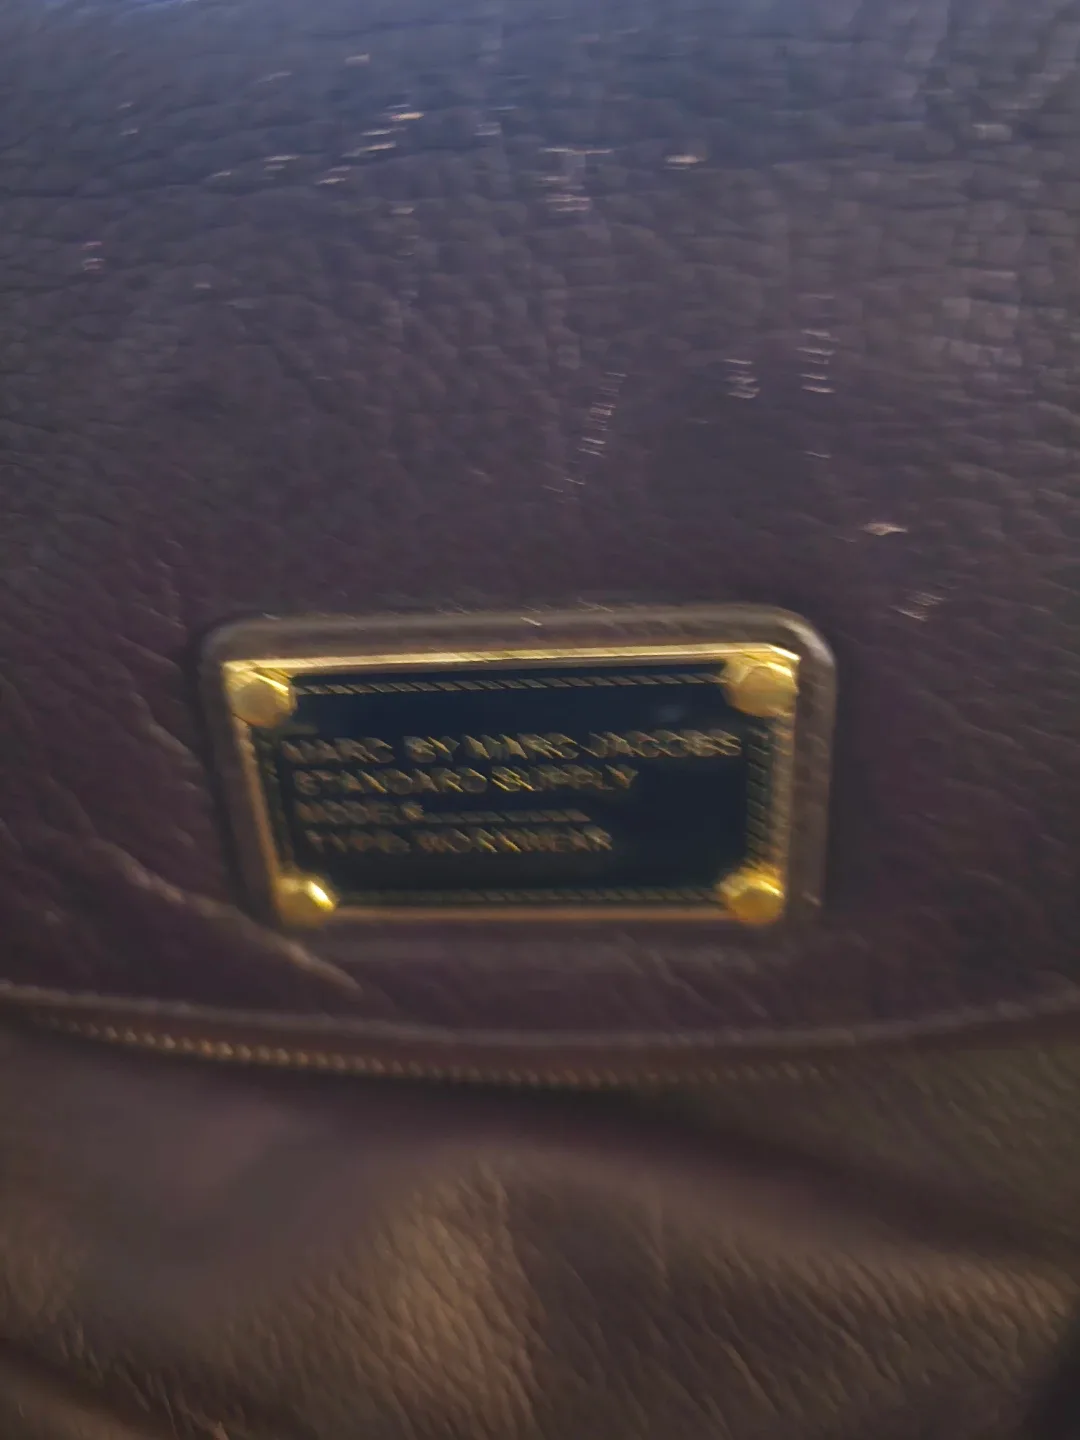 MARC BY MARC JACOBS
STANDARD SUPPLY
MODEL
TYPE: WORKWEAR